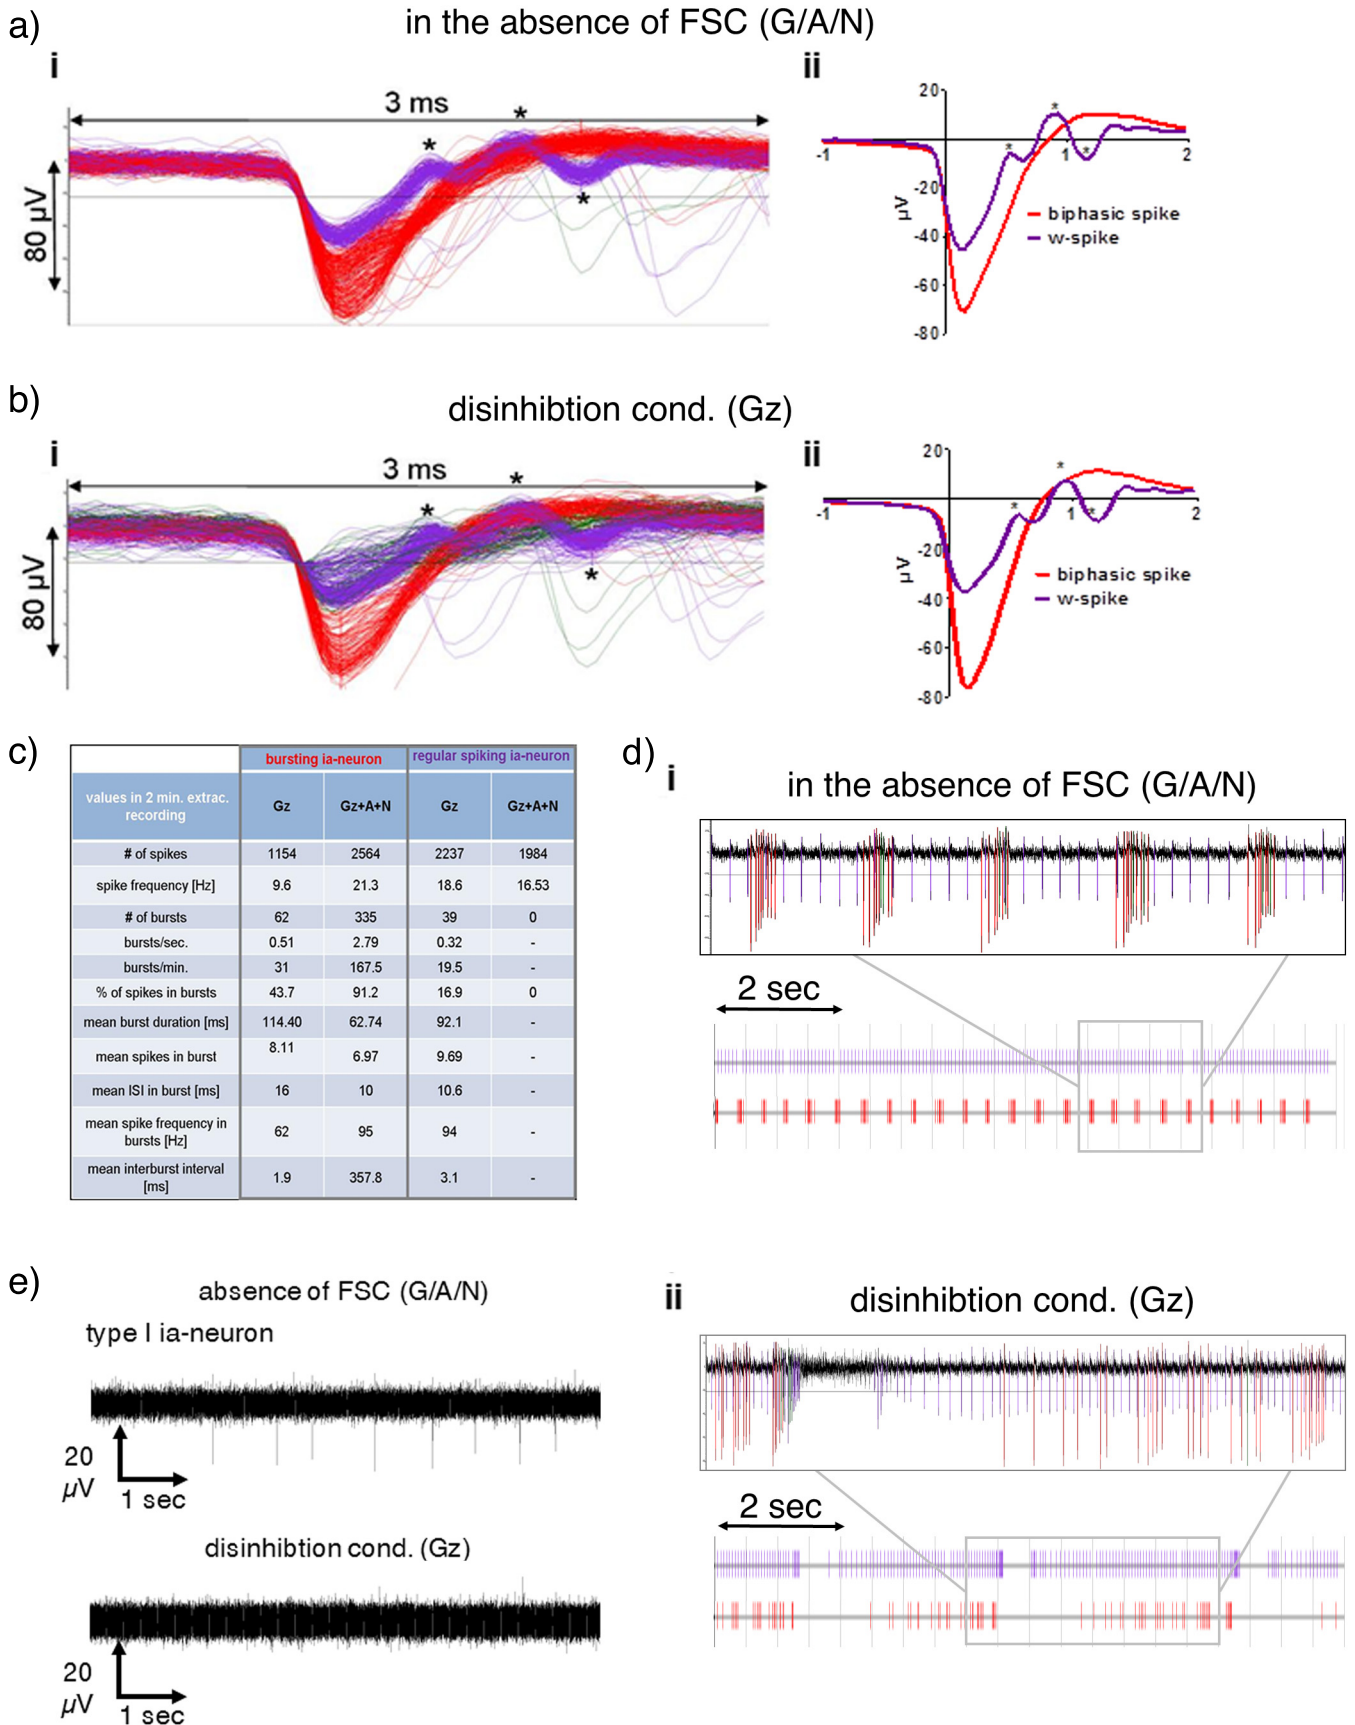 a)
in the absence of FSC (G/A/N)
i
3 ms
*
*
*
80 µV
ii
20
-20
-40
-60
-80
µV
-1
1
2
*
*
*
biphasic spike
w-spike
b)
disinhibtion cond. (Gz)
i
3 ms
*
*
*
80 µV
ii
20
-20
-40
-60
-80
µV
-1
1
2
*
*
*
biphasic spike
w-spike
c)
bursting ia-neuron regular spiking ia-neuron
values in 2 min. extrac. recording Gz Gz+A+N Gz Gz+A+N
# of spikes 1154 2564 2237 1984
spike frequency [Hz] 9.6 21.3 18.6 16.53
# of bursts 62 335 39 0
bursts/sec. 0.51 2.79 0.32 -
bursts/min. 31 167.5 19.5 -
% of spikes in bursts 43.7 91.2 16.9 0
mean burst duration [ms] 114.40 62.74 92.1 -
mean spikes in burst 8.11 6.97 9.69 -
mean ISI in burst [ms] 16 10 10.6 -
mean spike frequency in bursts [Hz] 62 95 94 -
mean interburst interval [ms] 1.9 357.8 3.1 -
d)
i
in the absence of FSC (G/A/N)
2 sec
ii
disinhibtion cond. (Gz)
2 sec
e)
absence of FSC (G/A/N)
type I ia-neuron
20
µV
1 sec
disinhibtion cond. (Gz)
20
µV
1 sec